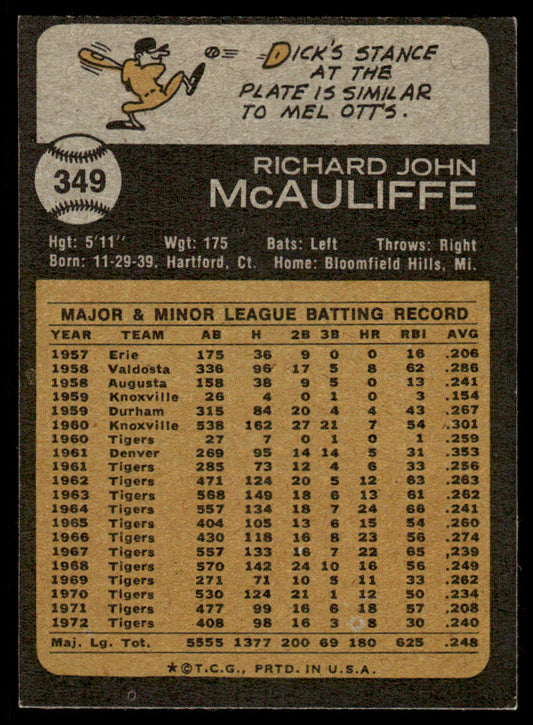 DICK'S STANCE
AT THE
PLATE IS SIMILAR
TO MEL OTT'S.
349
RICHARD JOHN
McAULIFFE
Hgt: 5'11" Wgt: 175 Bats: Left Throws: Right
Born: 11-29-39, Hartford, Ct. Home: Bloomfield Hills, Mi.
MAJOR & MINOR LEAGUE BATTING RECORD
YEAR TEAM AB H 2B 3B HR RBI AVG
1957 Erie 175 36 9 0 0 16 .206
1958 Valdosta 336 96 17 5 8 62 .286
1958 Augusta 158 38 9 5 0 13 .241
1959 Knoxville 26 4 0 1 0 3 .154
1959 Durham 315 84 20 4 4 43 .267
1960 Knoxville 538 162 27 21 7 54 .301
1960 Tigers 27 7 0 1 0 1 .259
1961 Denver 269 95 14 14 5 31 .353
1961 Tigers 285 73 12 4 6 33 .256
1962 Tigers 471 124 20 5 12 63 .263
1963 Tigers 568 149 18 6 13 61 .262
1964 Tigers 557 134 18 7 24 66 .241
1965 Tigers 404 105 13 6 15 54 .260
1966 Tigers 430 118 16 8 23 56 .274
1967 Tigers 557 133 16 7 22 65 .239
1968 Tigers 570 142 24 10 16 56 .249
1969 Tigers 271 71 10 5 11 33 .262
1970 Tigers 530 124 21 1 12 50 .234
1971 Tigers 477 99 16 6 18 57 .208
1972 Tigers 408 98 16 3 8 30 .240
Maj. Lg. Tot. 5555 1377 200 69 180 625 .248
*©T.C.G., PRTD. IN U.S.A.